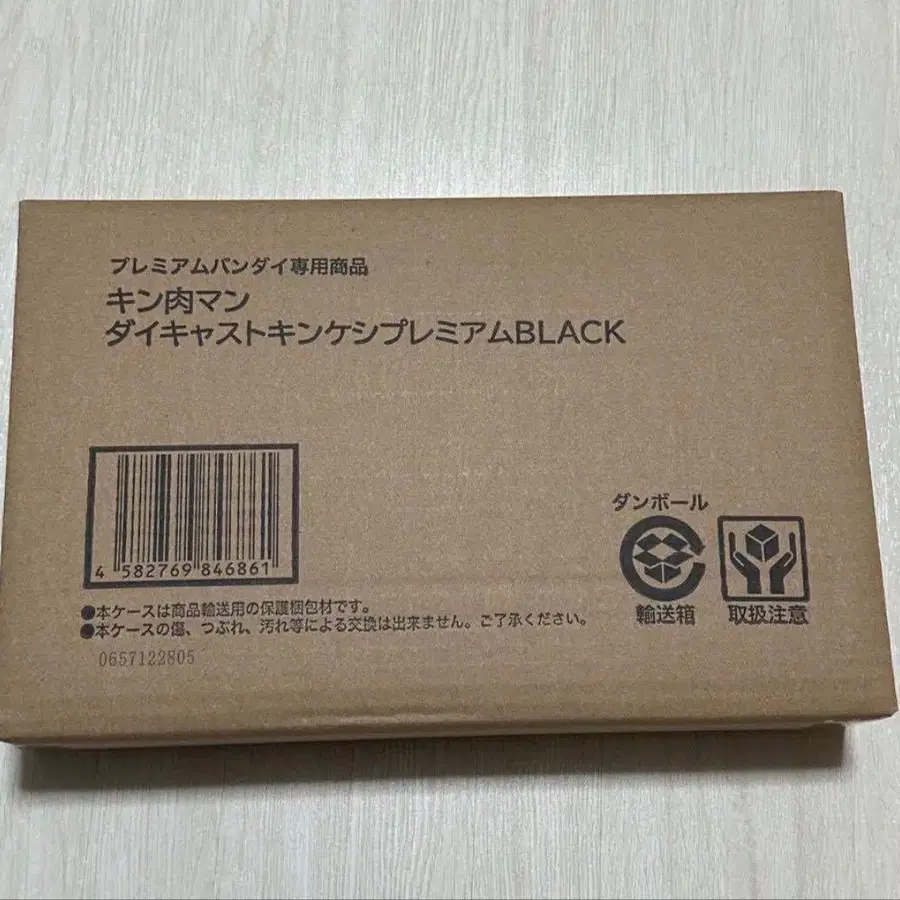 プレミアムバンダイ専用商品
キン肉マン
ダイキャストキンケシプレミアムBLACK
4 582769 846861
●本ケースは商品輸送用の保護梱包材です。
●本ケースの傷、つぶれ、汚れ等による交換は出来ません。ご了承ください。
0657122805
ダンボール
輸送箱
取扱注意